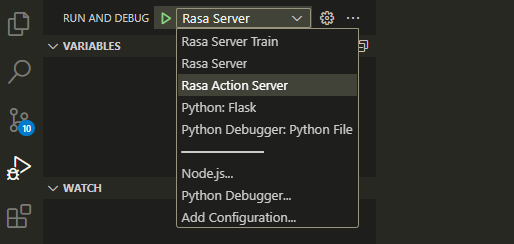 RUN AND DEBUG Rasa Server
VARIABLES
Rasa Server Train
Rasa Server
Rasa Action Server
Python: Flask
Python Debugger: Python File
Node.js...
Python Debugger...
Add Configuration...
10
WATCH